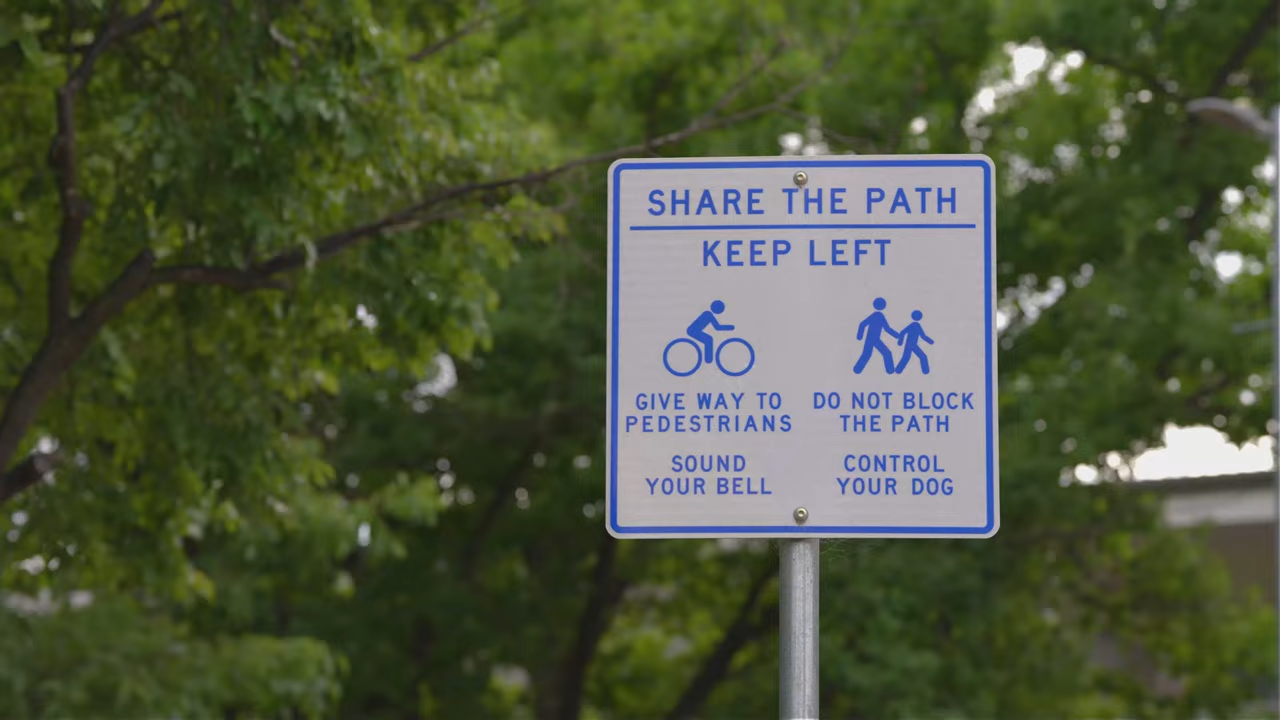 SHARE THE PATH
KEEP LEFT
GIVE WAY TO
PEDESTRIANS
SOUND
YOUR BELL
DO NOT BLOCK
THE PATH
CONTROL
YOUR DOG